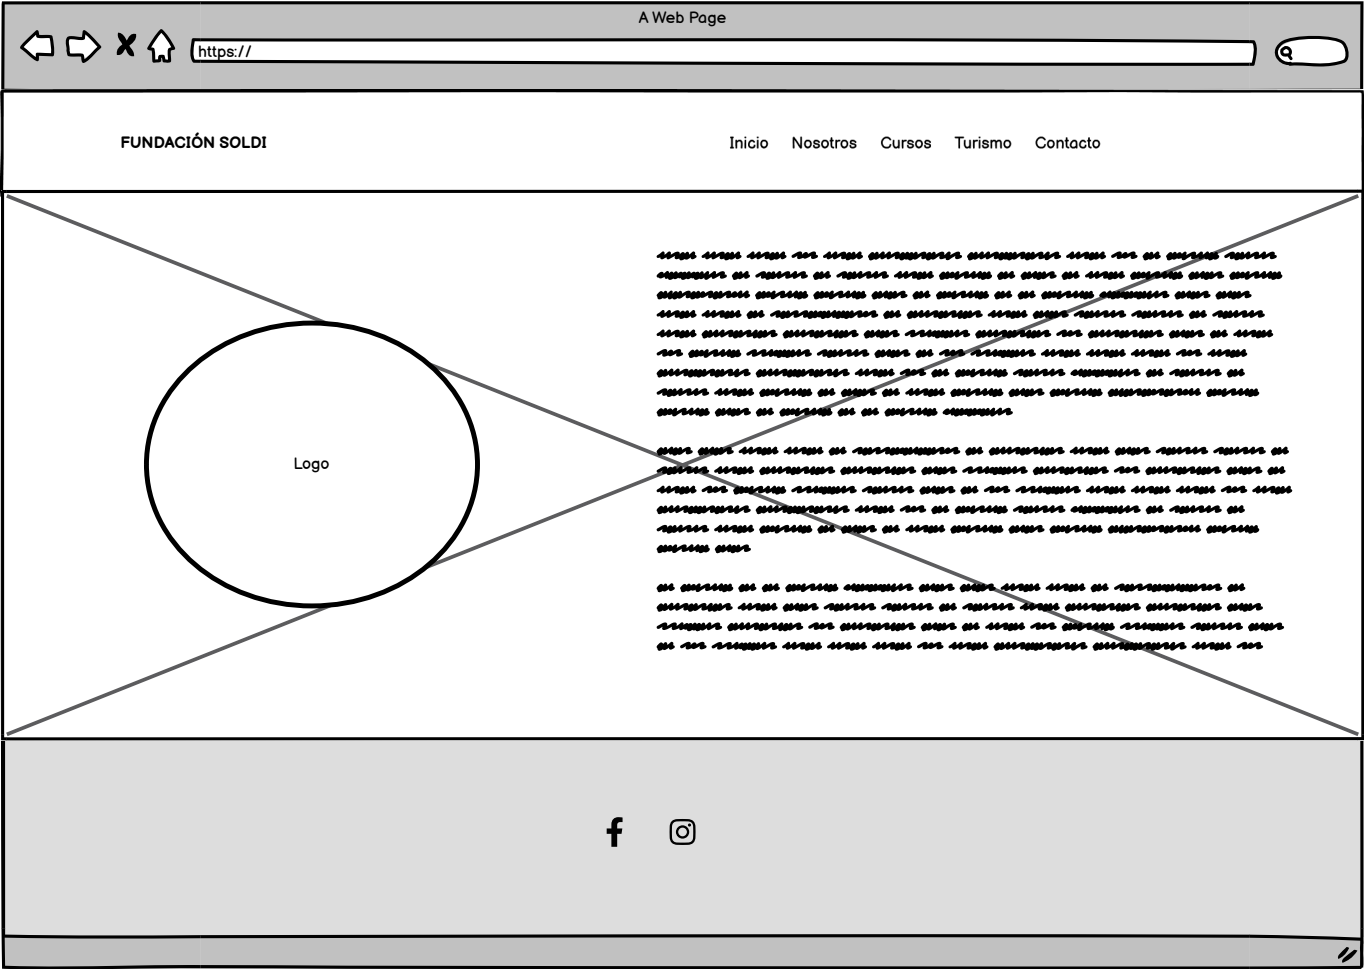 A Web Page
https://
FUNDACIÓN SOLDI
Inicio Nosotros Cursos Turismo Contacto
Logo